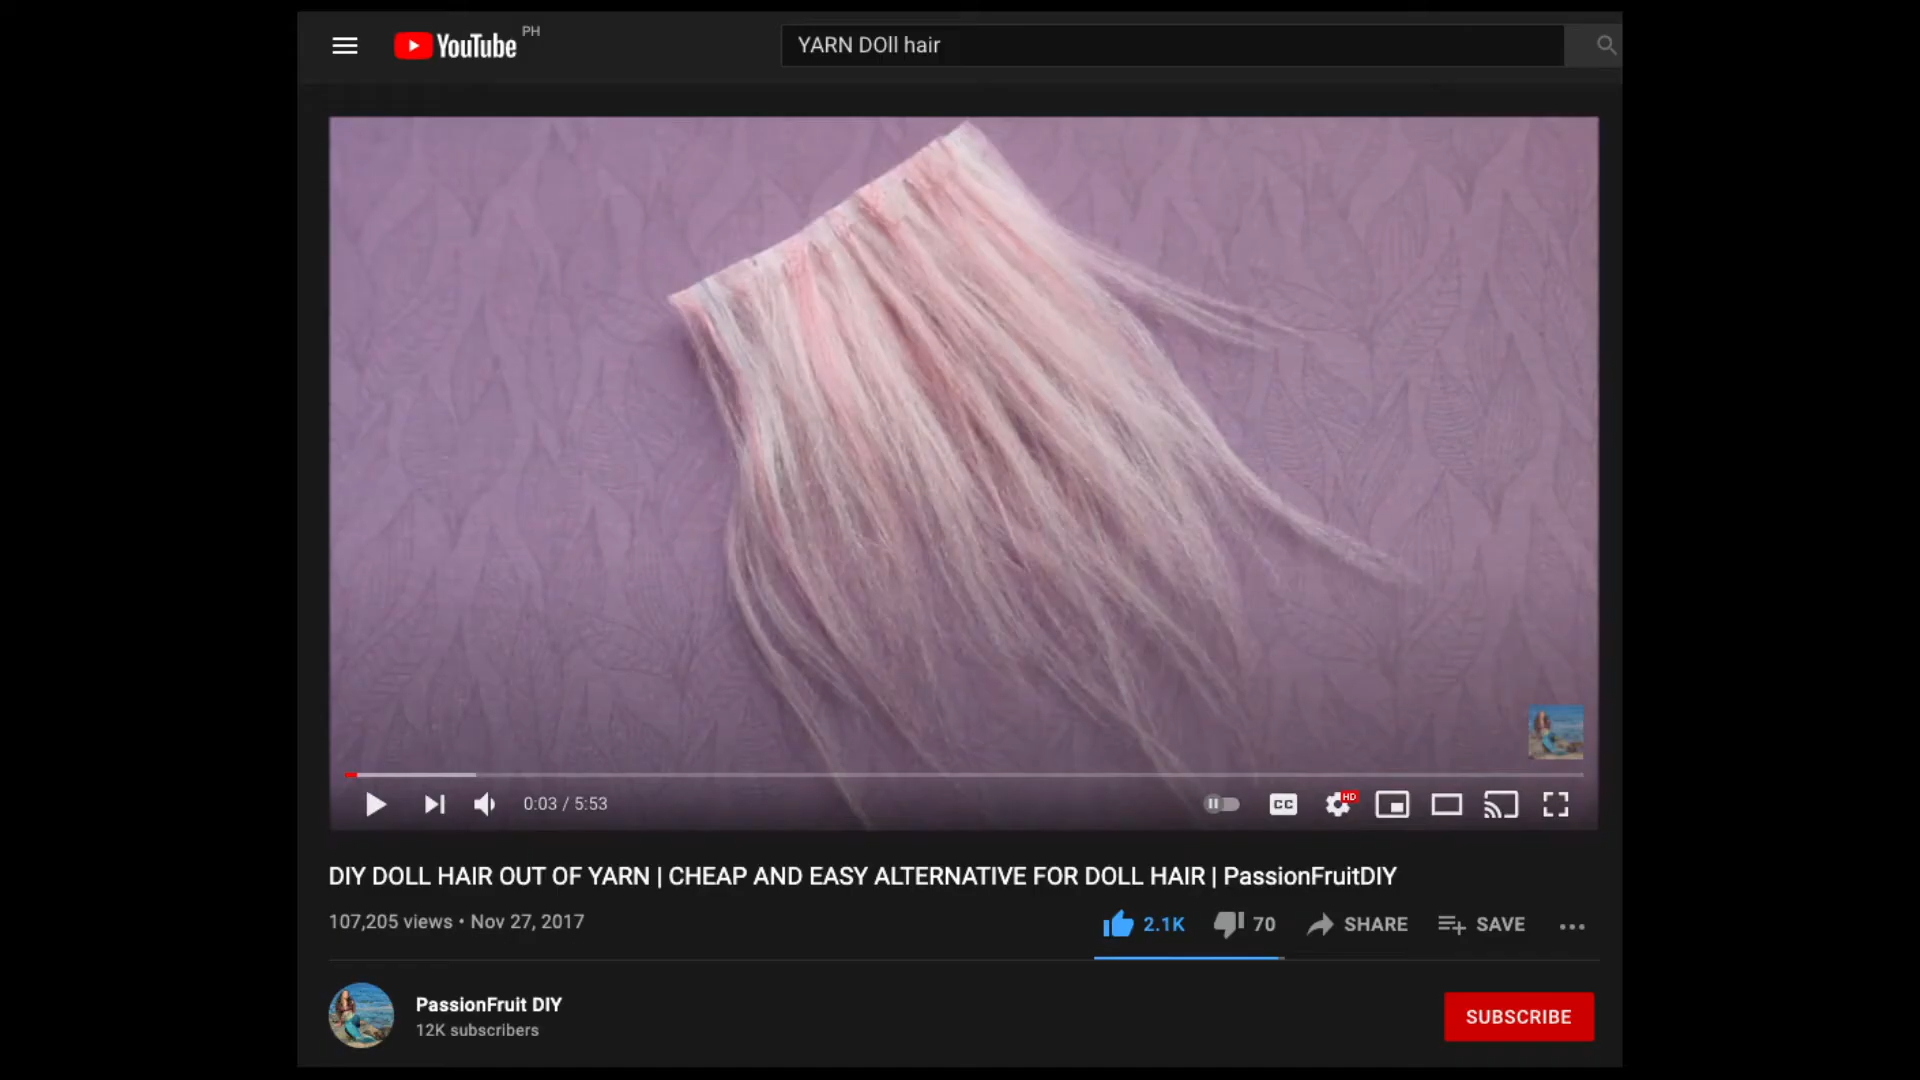 YouTube PH
YARN DOll hair
0:03 / 5:53
CC
HD
DIY DOLL HAIR OUT OF YARN | CHEAP AND EASY ALTERNATIVE FOR DOLL HAIR | PassionFruitDIY
107,205 views • Nov 27, 2017
2.1K
70
SHARE
SAVE
PassionFruit DIY
12K subscribers
SUBSCRIBE